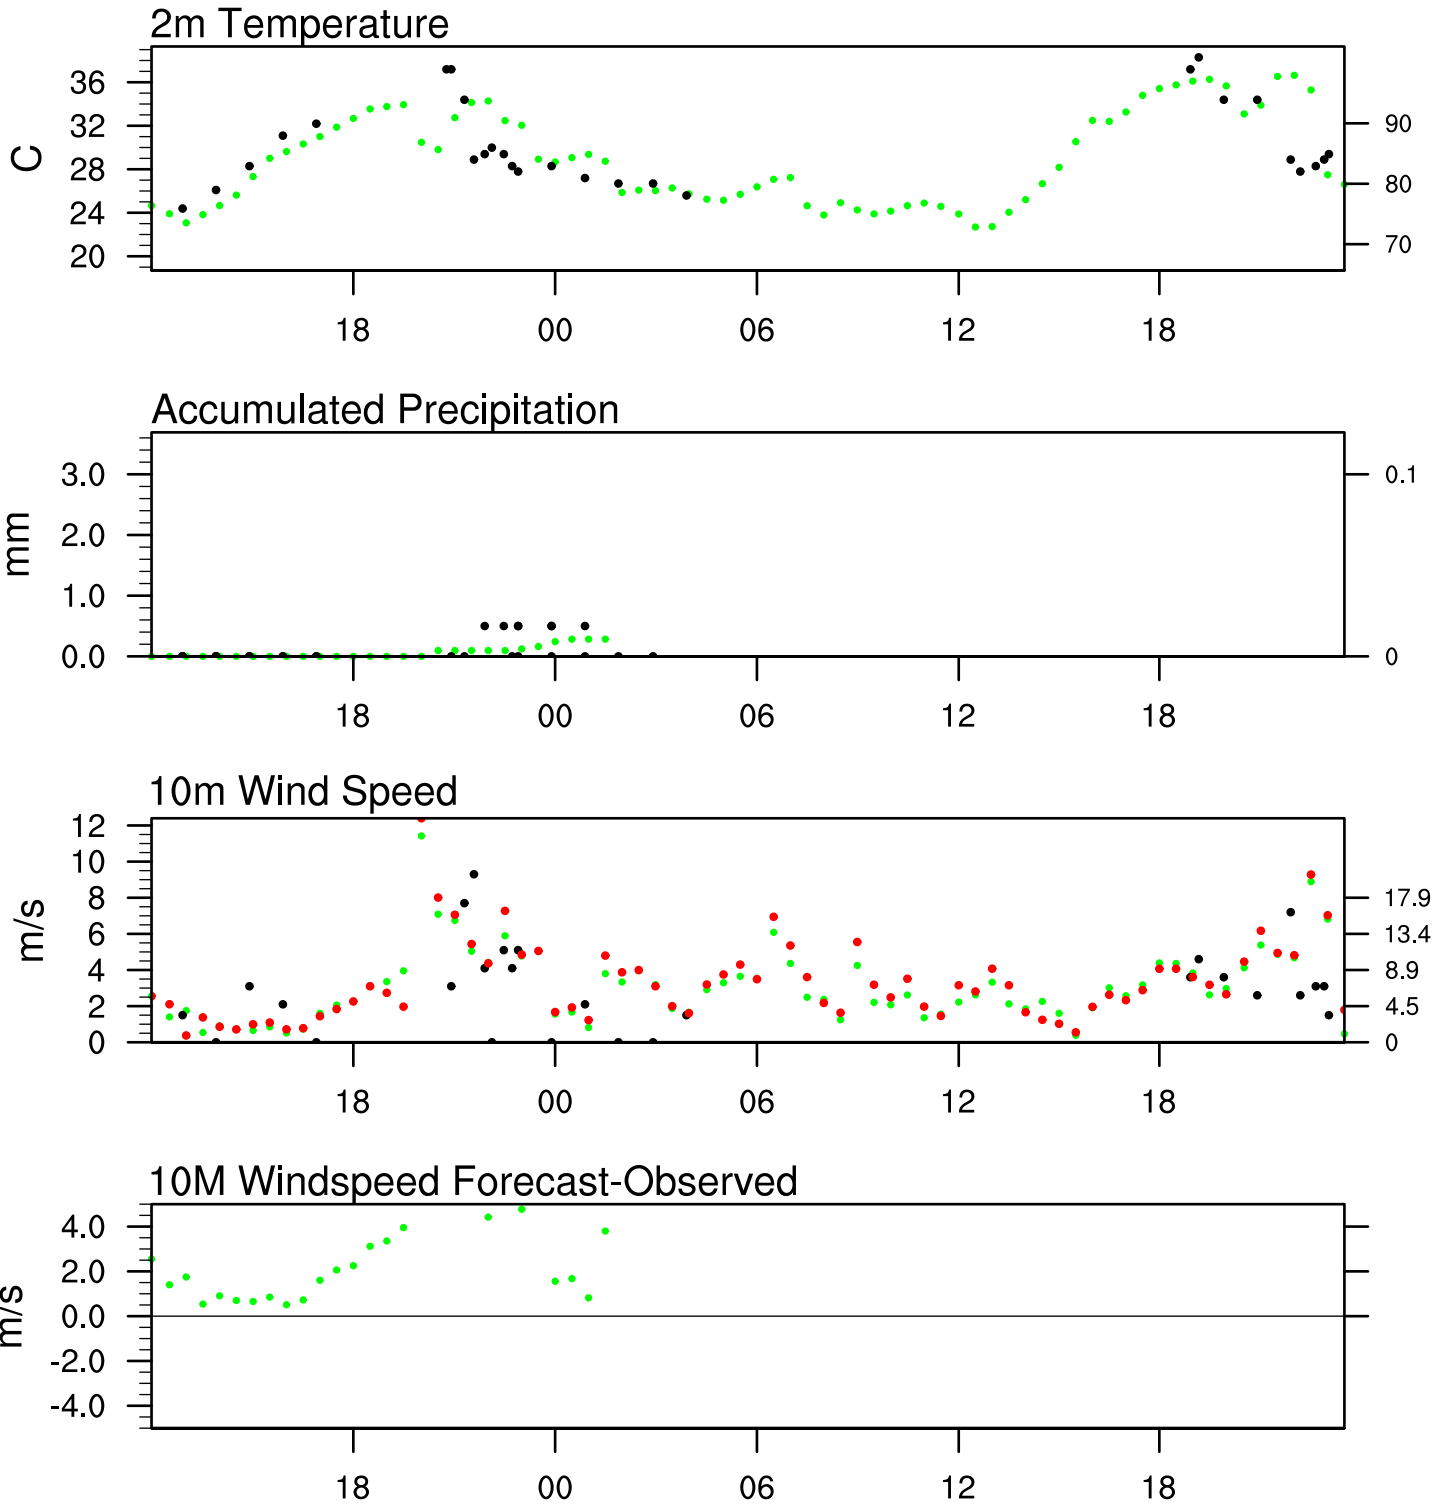 2m Temperature
C
36
32
28
24
20
90
80
70
18 00 06 12 18
Accumulated Precipitation
mm
3.0
2.0
1.0
0.0
0.1
0
18 00 06 12 18
10m Wind Speed
m/s
12
10
8
6
4
2
0
17.9
13.4
8.9
4.5
0
18 00 06 12 18
10M Windspeed Forecast-Observed
m/s
4.0
2.0
0.0
-2.0
-4.0
18 00 06 12 18